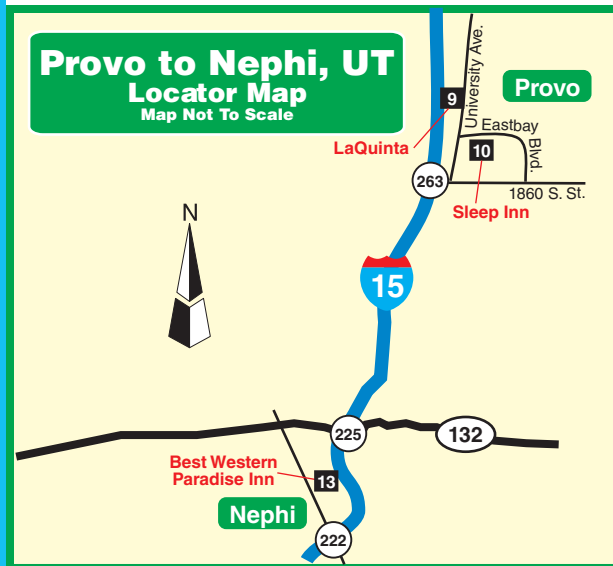 Provo to Nephi, UT
Locator Map
Map Not To Scale
University Ave.
9
Provo
LaQuinta
Eastbay
Blvd.
10
263
1860 S. St.
Sleep Inn
N
15
225
132
Best Western
Paradise Inn
13
Nephi
222